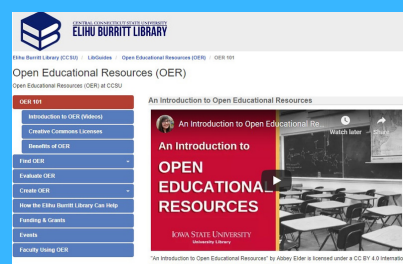 CENTRAL CONNECTICUT STATE UNIVERSITY
ELIHU BURRITT LIBRARY
Elihu Burritt Library (CCSU) LibGuides Open Educational Resources (OER) OER 101
Open Educational Resources (OER)
Open Educational Resources (OER) at CCSU
OER 101
Introduction to OER (Videos)
Creative Commons Licenses
Benefits of OER
Find OER
Evaluate OER
Create OER
How the Elihu Burritt Library Can Help
Funding & Grants
Events
Faculty Using OER
An Introduction to Open Educational Resources
An Introduction to Open Educational Re...
Watch later
Share
An Introduction to
OPEN
EDUCATIONAL
RESOURCES
IOWA STATE UNIVERSITY
University Library
"An Introduction to Open Educational Resources" by Abbey Elder is licensed under a CC BY 4.0 Internatio